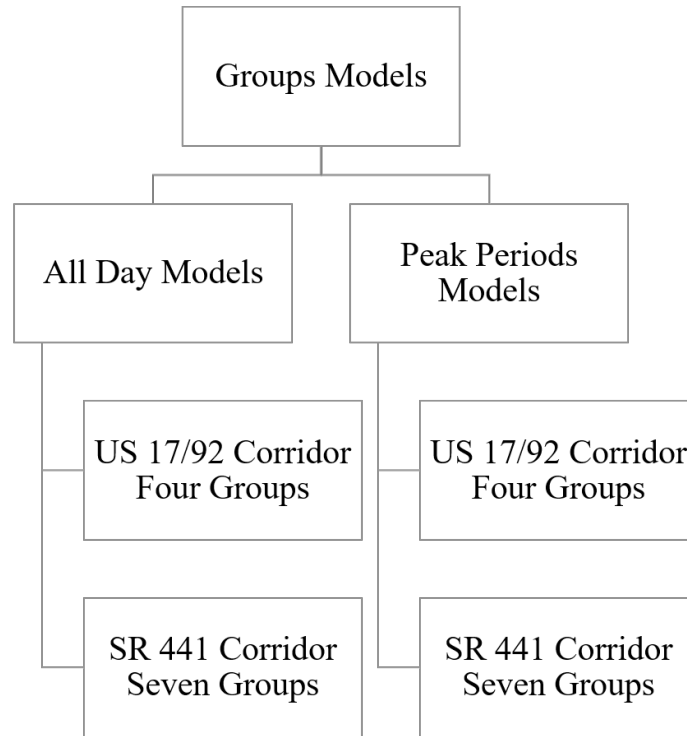 Groups Models
All Day Models
Peak Periods
Models
US 17/92 Corridor
Four Groups
US 17/92 Corridor
Four Groups
SR 441 Corridor
Seven Groups
SR 441 Corridor
Seven Groups